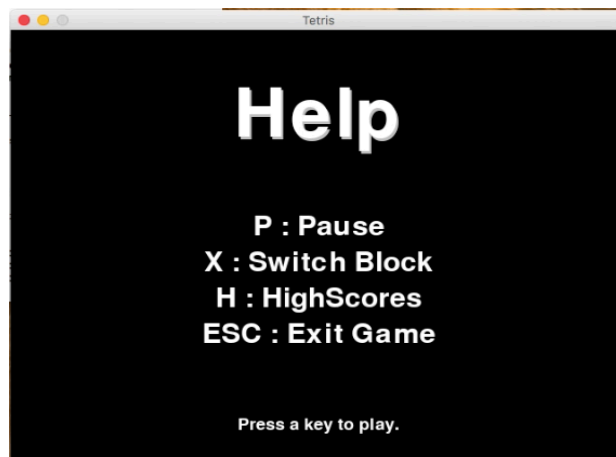 Tetris
Help
P : Pause
X : Switch Block
H : HighScores
ESC : Exit Game
Press a key to play.